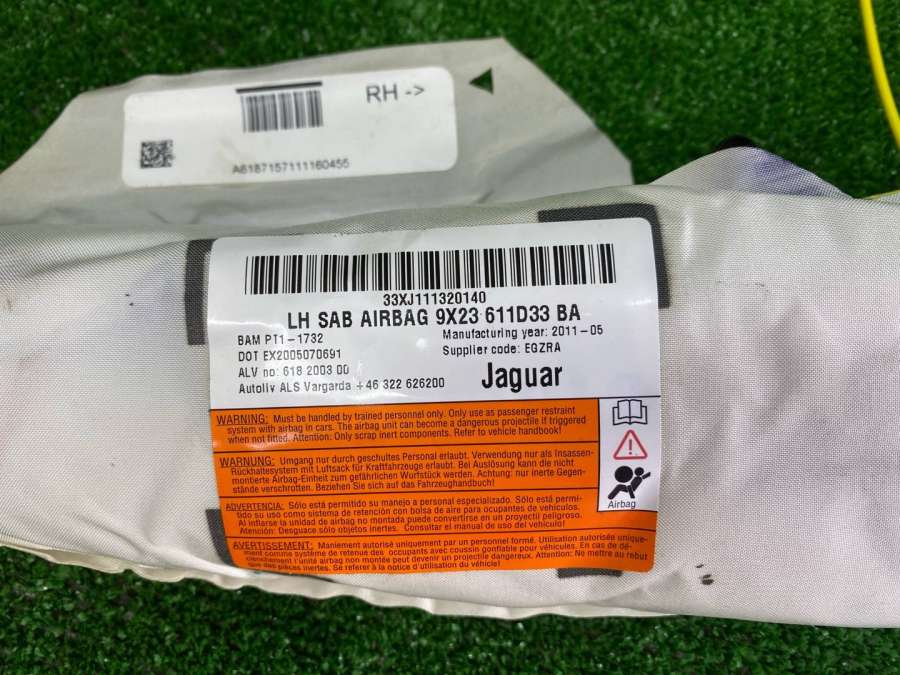 RH ->
A6187157111160455
33XJ111320140
LH SAB AIRBAG 9X23 611D33 BA
BAM PT1-1732
Manufacturing year: 2011-05
DOT EX2005070691
Supplier code: EGZRA
ALV no: 618 2003 00
Autoliv ALS Vargarda +46 322 626200
Jaguar
WARNING: Must be handled by trained personnel only. Only use as passenger restraint
system with airbag in cars. The airbag unit can become a dangerous projectile if triggered
when not fitted. Attention: Only scrap inert components. Refer to vehicle handbook!
WARNUNG: Umgang nur durch geschultes Personal erlaubt. Verwendung nur als Insassen-
Rückhaltesystem mit Luftsack für Kraftfahrzeuge erlaubt. Bei Auslösung kann die nicht
montierte Airbag-Einheit zum gefährlichen Wurfstück werden. Achtung: nur inerte Gegen-
stände verschrotten. Beziehen Sie sich auf das Fahrzeughandbuch!
ADVERTENCIA: Sólo está permitido su manejo a personal especializado. Sólo está permi-
tido su uso como sistema de retención con bolsa de aire para ocupantes de vehículos.
Al inflarse la unidad de airbag no montada puede convertirse en un proyectil peligroso.
Atención: Desguace sólo objetos inertes. Consultar el manual de uso del vehículo!
AVERTISSEMENT: Maniement autorisé uniquement par un personnel formé. Utilisation autorisée unique-
ment comme système de retenue des occupants avec coussin gonflable pour véhicules. En cas de dé-
clenchement l'unité airbag non montée peut devenir un projectile dangereux. Attention: Ne mettre au rebut
que des pièces inertes. Se referer à la notice d'utilisation du véhicule!
Airbag